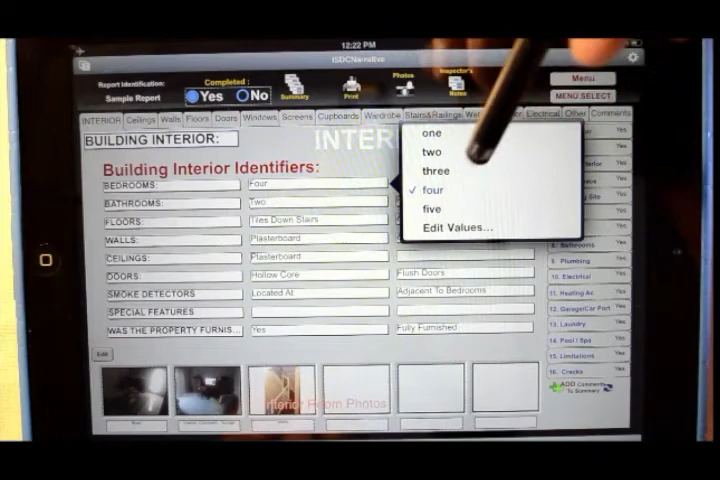 12:22 PM
ISDCNarrative
Report Identification:
Sample Report
Completed :
Yes
No
Summary
Print
Photos
Inspector's
Notes
Menu
MENU SELECT
INTERIOR
Ceilings
Walls
Floors
Doors
Windows
Screens
Cupboards
Wardrobe
Stairs&Railings
Electrical
Other
Comments
BUILDING INTERIOR:
Building Interior Identifiers:
BEDROOMS:
Four
BATHROOMS:
Two
FLOORS:
Tiles Down Stairs
WALLS:
Plasterboard
CEILINGS:
Plasterboard
DOORS:
Hollow Core
Flush Doors
SMOKE DETECTORS
Located At
Adjacent To Bedrooms
SPECIAL FEATURES
WAS THE PROPERTY FURNIS...
Yes
Fully Furnished
one
two
three
✓ four
five
Edit Values...
Yes
Yes
Yes
Yes
Yes
Yes
8. Bathrooms
Yes
9. Plumbing
Yes
10. Electrical
Yes
11. Heating Ac
Yes
12. Garage/Car Port
Yes
13. Laundry
Yes
14. Pool / Spa
Yes
15. Limitations
Yes
16. Cracks
Yes
ADD Comments
To Summary
Edit
Interior Room Photos